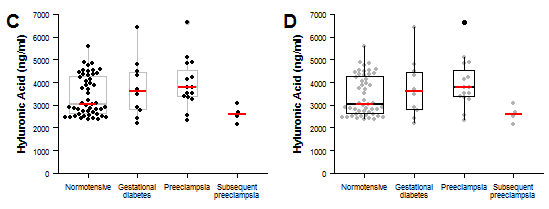 C
Hyluronic Acid (ng/ml)
7000
6000
5000
4000
3000
2000
1000
0
Normotensive
Gestational
diabetes
Preeclampsia
Subsequent
preeclampsia
D
Hyluronic Acid (ng/ml)
7000
6000
5000
4000
3000
2000
1000
0
Normotensive
Gestational
diabetes
Preeclampsia
Subsequent
preeclampsia